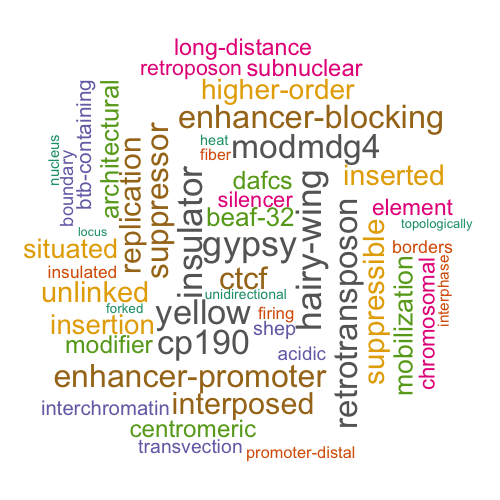 long-distance
retroposon subnuclear
higher-order
enhancer-blocking
heat modmdg4
fiber
nucleus
boundary
btb-containing
architectural
replication
suppressor
dafcs
inserted
silencer
element
beaf-32
topologically
locus
insulator
gypsy
hairy-wing
retrotransposon
suppressible
borders
situated
insulated
ctcf
mobilization
chromosomal
interphases
unlinked
unidirectional
forked
yellow
firing
insertion
shep
modifier
cp190
acidic
enhancer-promoter
interchromatin
interposed
centromeric
transvection
promoter-distal